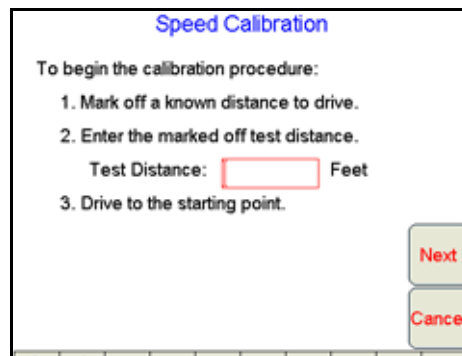 Speed Calibration
To begin the calibration procedure:
1. Mark off a known distance to drive.
2. Enter the marked off test distance.
Test Distance: Feet
3. Drive to the starting point.
Next
Cance